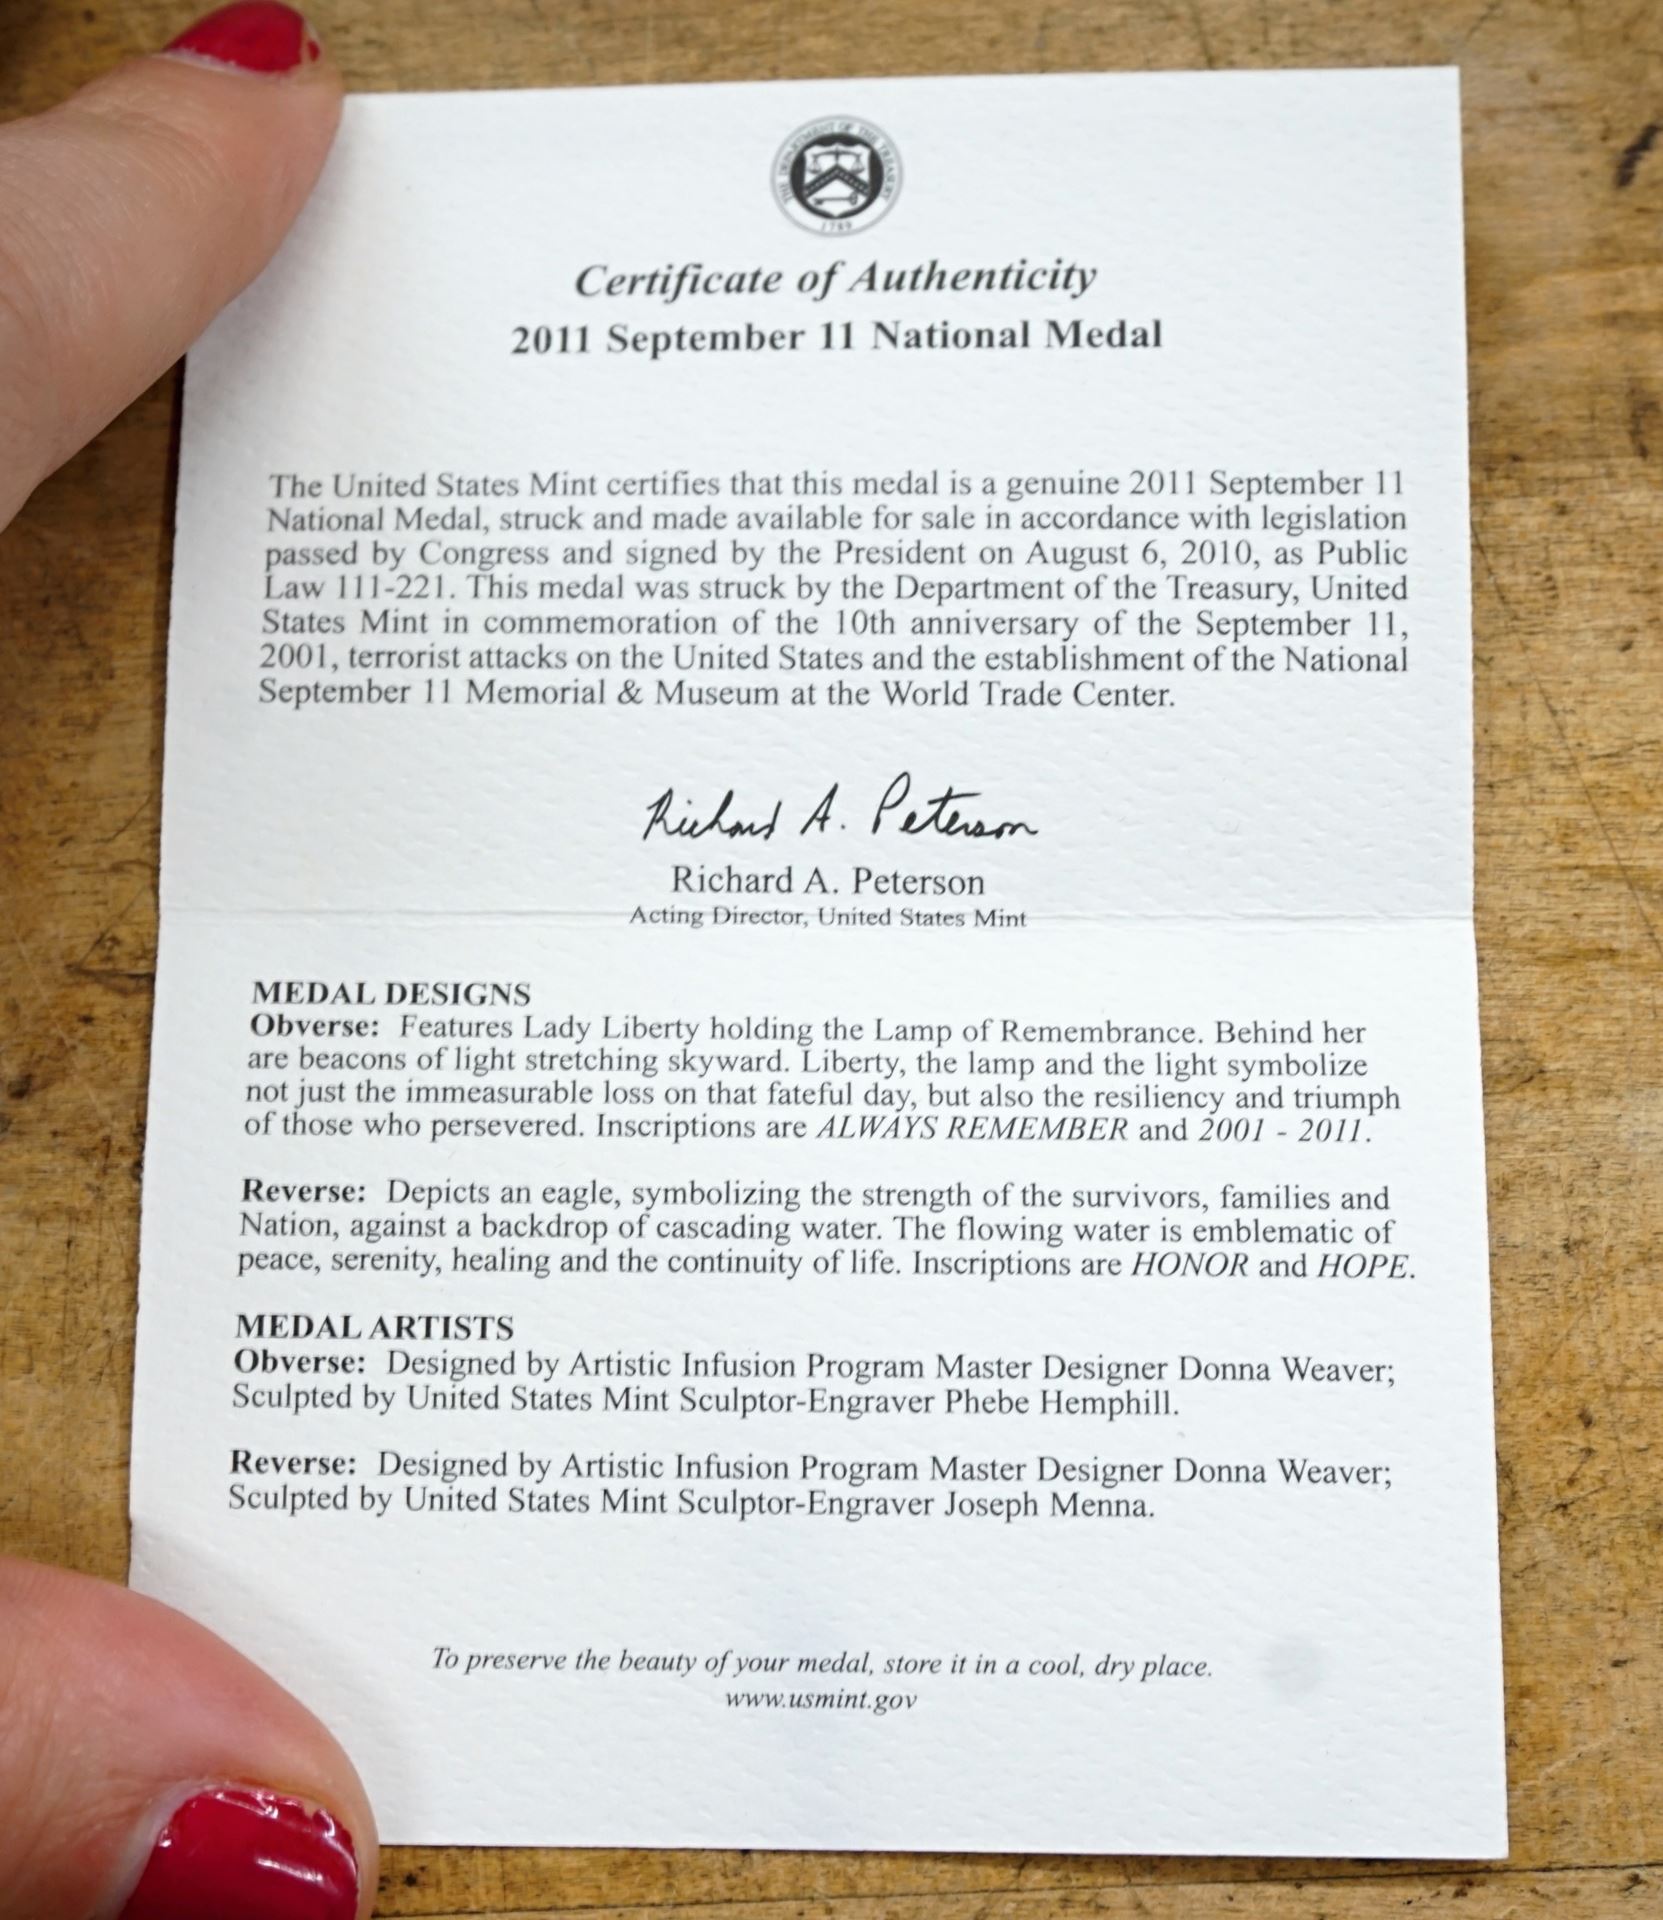 THE DEPARTMENT OF THE TREASURY
1789
Certificate of Authenticity
2011 September 11 National Medal
The United States Mint certifies that this medal is a genuine 2011 September 11
National Medal, struck and made available for sale in accordance with legislation
passed by Congress and signed by the President on August 6, 2010, as Public
Law 111-221. This medal was struck by the Department of the Treasury, United
States Mint in commemoration of the 10th anniversary of the September 11,
2001, terrorist attacks on the United States and the establishment of the National
September 11 Memorial & Museum at the World Trade Center.
Richard A. Peterson
Richard A. Peterson
Acting Director, United States Mint
MEDAL DESIGNS
Obverse: Features Lady Liberty holding the Lamp of Remembrance. Behind her
are beacons of light stretching skyward. Liberty, the lamp and the light symbolize
not just the immeasurable loss on that fateful day, but also the resiliency and triumph
of those who persevered. Inscriptions are ALWAYS REMEMBER and 2001 - 2011.
Reverse: Depicts an eagle, symbolizing the strength of the survivors, families and
Nation, against a backdrop of cascading water. The flowing water is emblematic of
peace, serenity, healing and the continuity of life. Inscriptions are HONOR and HOPE.
MEDAL ARTISTS
Obverse: Designed by Artistic Infusion Program Master Designer Donna Weaver;
Sculpted by United States Mint Sculptor-Engraver Phebe Hemphill.
Reverse: Designed by Artistic Infusion Program Master Designer Donna Weaver;
Sculpted by United States Mint Sculptor-Engraver Joseph Menna.
To preserve the beauty of your medal, store it in a cool, dry place.
www.usmint.gov